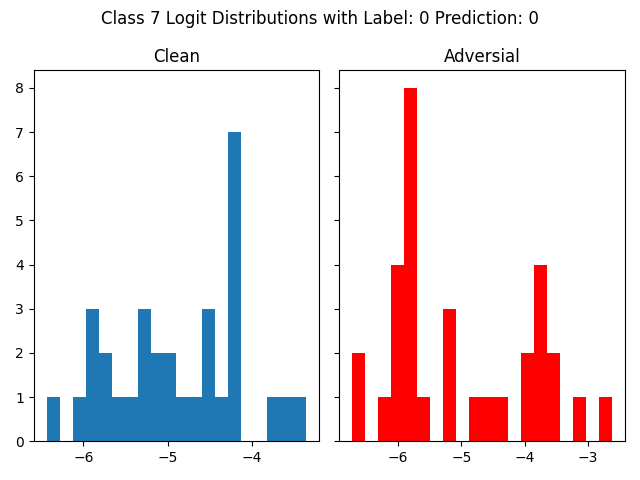 Class 7 Logit Distributions with Label: 0 Prediction: 0
Clean
Adversial
8
7
6
5
4
3
2
1
0
−6 −5 −4
−6 −5 −4 −3